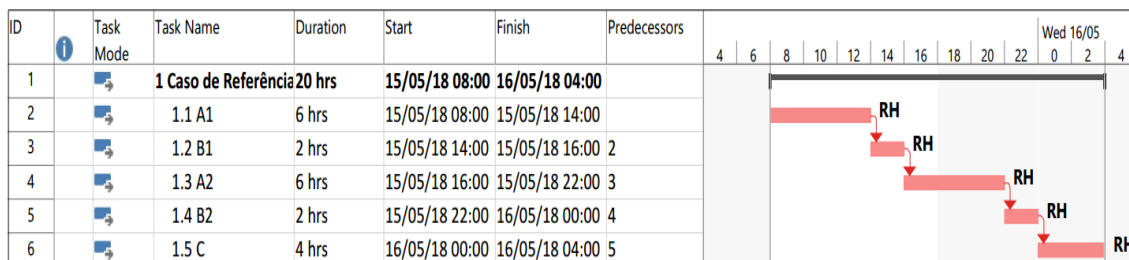 ID Task Mode Task Name Duration Start Finish Predecessors
Wed 16/05
4 6 8 10 12 14 16 18 20 22 0 2 4
1 1 Caso de Referência 20 hrs 15/05/18 08:00 16/05/18 04:00
2 1.1 A1 6 hrs 15/05/18 08:00 15/05/18 14:00 RH
3 1.2 B1 2 hrs 15/05/18 14:00 15/05/18 16:00 2 RH
4 1.3 A2 6 hrs 15/05/18 16:00 15/05/18 22:00 3 RH
5 1.4 B2 2 hrs 15/05/18 22:00 16/05/18 00:00 4 RH
6 1.5 C 4 hrs 16/05/18 00:00 16/05/18 04:00 5 RH